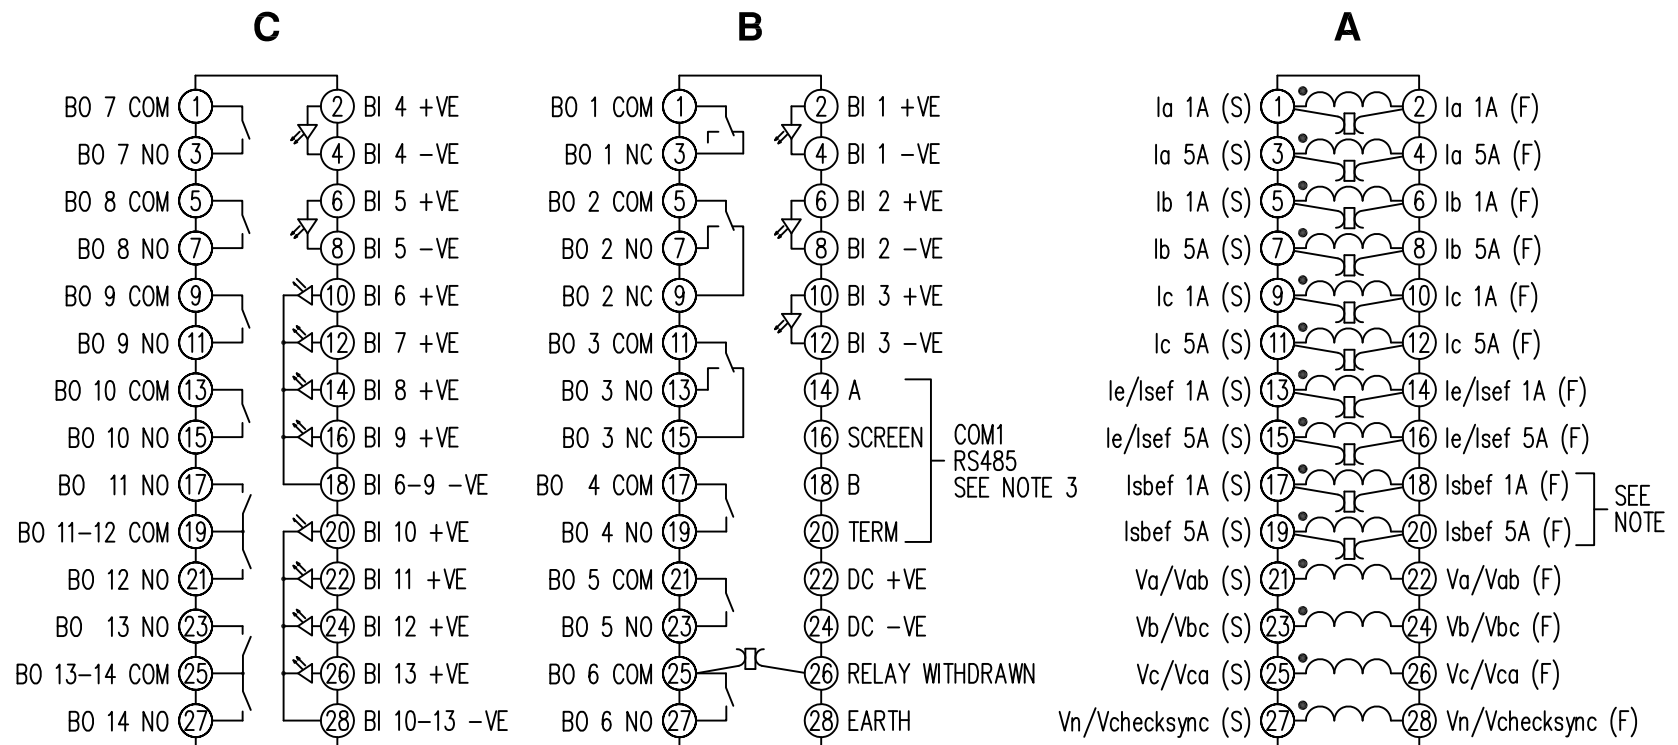 C
BO 7 COM 1 2 BI 4 +VE
BO 7 NO 3 4 BI 4 -VE
BO 8 COM 5 6 BI 5 +VE
BO 8 NO 7 8 BI 5 -VE
BO 9 COM 9 10 BI 6 +VE
BO 9 NO 11 12 BI 7 +VE
BO 10 COM 13 14 BI 8 +VE
BO 10 NO 15 16 BI 9 +VE
BO 11 NO 17 18 BI 6-9 -VE
BO 11-12 COM 19 20 BI 10 +VE
BO 12 NO 21 22 BI 11 +VE
BO 13 NO 23 24 BI 12 +VE
BO 13-14 COM 25 26 BI 13 +VE
BO 14 NO 27 28 BI 10-13 -VE
B
BO 1 COM 1 2 BI 1 +VE
BO 1 NC 3 4 BI 1 -VE
BO 2 COM 5 6 BI 2 +VE
BO 2 NO 7 8 BI 2 -VE
BO 2 NC 9 10 BI 3 +VE
BO 3 COM 11 12 BI 3 -VE
BO 3 NO 13 14 A
BO 3 NC 15 16 SCREEN
BO 4 COM 17 18 B
BO 4 NO 19 20 TERM
BO 5 COM 21 22 DC +VE
BO 5 NO 23 24 DC -VE
BO 6 COM 25 26 RELAY WITHDRAWN
BO 6 NO 27 28 EARTH
COM1
RS485
SEE NOTE 3
A
Ia 1A (S) 1 2 Ia 1A (F)
Ia 5A (S) 3 4 Ia 5A (F)
Ib 1A (S) 5 6 Ib 1A (F)
Ib 5A (S) 7 8 Ib 5A (F)
Ic 1A (S) 9 10 Ic 1A (F)
Ic 5A (S) 11 12 Ic 5A (F)
Ie/Isef 1A (S) 13 14 Ie/Isef 1A (F)
Ie/Isef 5A (S) 15 16 Ie/Isef 5A (F)
Isbef 1A (S) 17 18 Isbef 1A (F)
Isbef 5A (S) 19 20 Isbef 5A (F)
Va/Vab (S) 21 22 Va/Vab (F)
Vb/Vbc (S) 23 24 Vb/Vbc (F)
Vc/Vca (S) 25 26 Vc/Vca (F)
Vn/Vchecksync (S) 27 28 Vn/Vchecksync (F)
SEE
NOTE